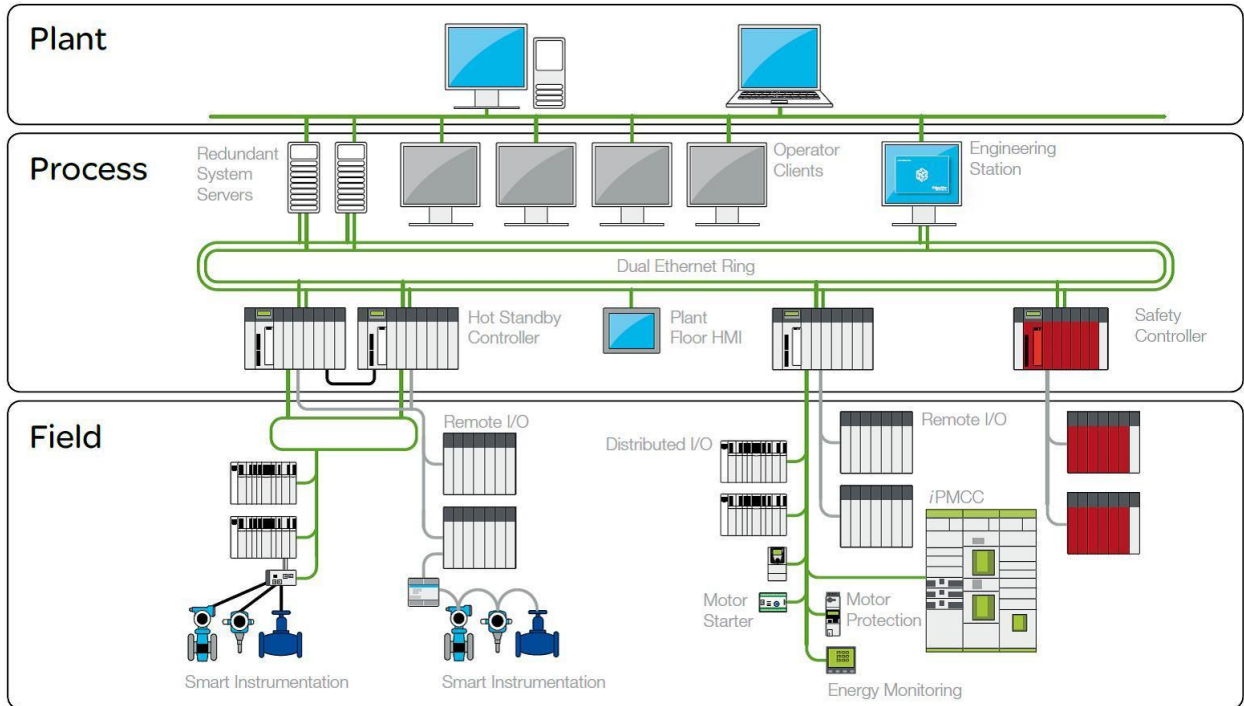 Plant
Process
Redundant
System
Servers
Operator
Clients
Engineering
Station
Dual Ethernet Ring
Hot Standby
Controller
Plant
Floor HMI
Safety
Controller
Field
Remote I/O
Distributed I/O
Remote I/O
iPMCC
Motor
Starter
Motor
Protection
Smart Instrumentation
Smart Instrumentation
Energy Monitoring